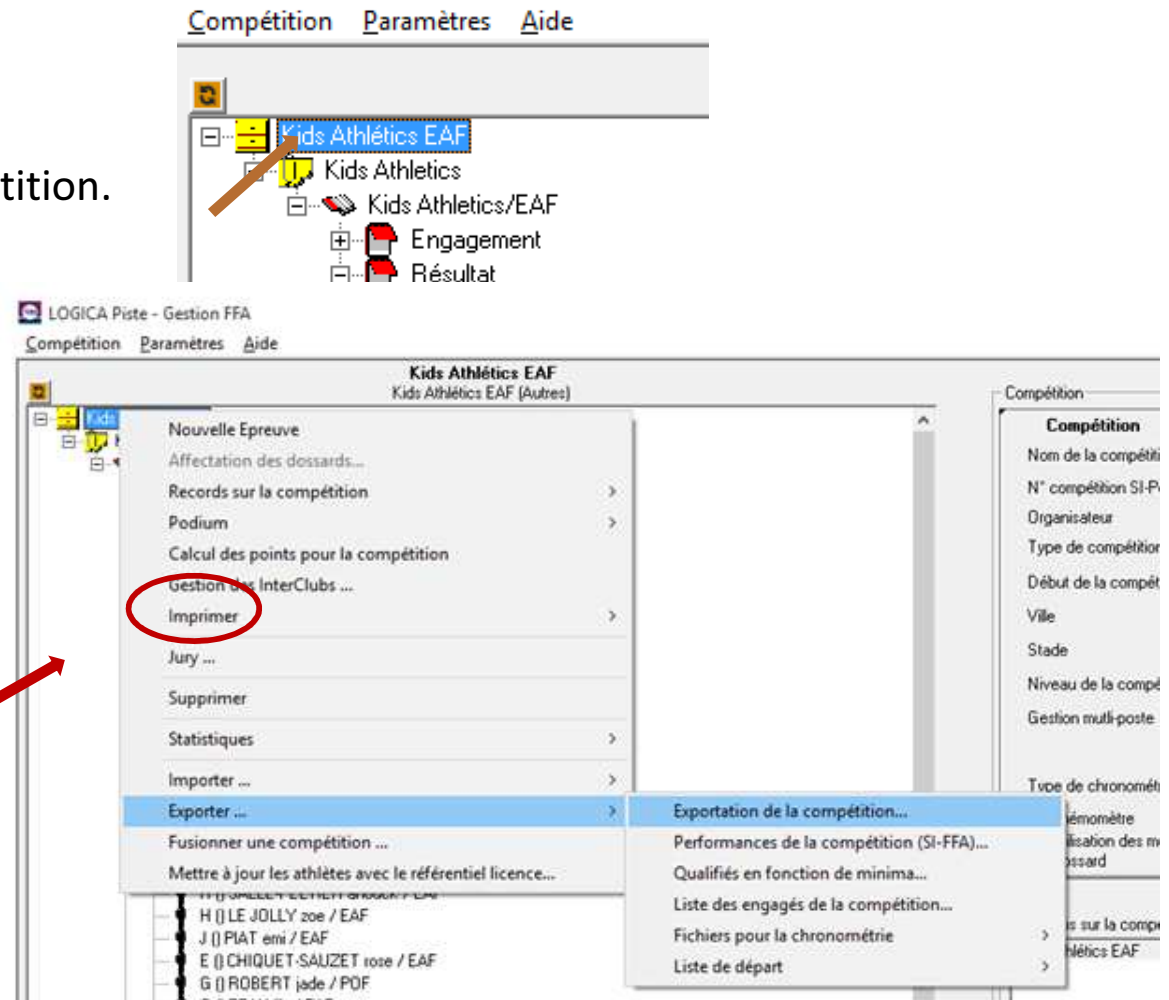 Compétition Paramètres Aide
Kids Athlétics EAF
Kids Athletics
Kids Athletics/EAF
Engagement
Résultat
tition.
LOGICA Piste - Gestion FFA
Compétition Paramètres Aide
Kids Athlétics EAF
Kids Athlétics EAF (Autres)
Kids
Nouvelle Epreuve
Affectation des dossards...
Records sur la compétition
Podium
Calcul des points pour la compétition
Gestion des InterClubs ...
Imprimer
Jury ...
Supprimer
Statistiques
Importer ...
Exporter ...
Fusionner une compétition ...
Mettre à jour les athlètes avec le référentiel licence...
Exportation de la compétition...
Performances de la compétition (SI-FFA)...
Qualifiés en fonction de minima...
Liste des engagés de la compétition...
Fichiers pour la chronométrie
Liste de départ
H () LE JOLLY zoe / EAF
J () PIAT emi / EAF
E () CHIQUET-SAUZET rose / EAF
G () ROBERT jade / POF
Compétition
Compétition
Nom de la compétiti
N° compétition SI-P
Organisateur
Type de compétition
Début de la compét
Ville
Stade
Niveau de la compé
Gestion mutli-poste
Type de chronométr
émomètre
ilisation des m
ossard
s sur la compé
hlétics EAF